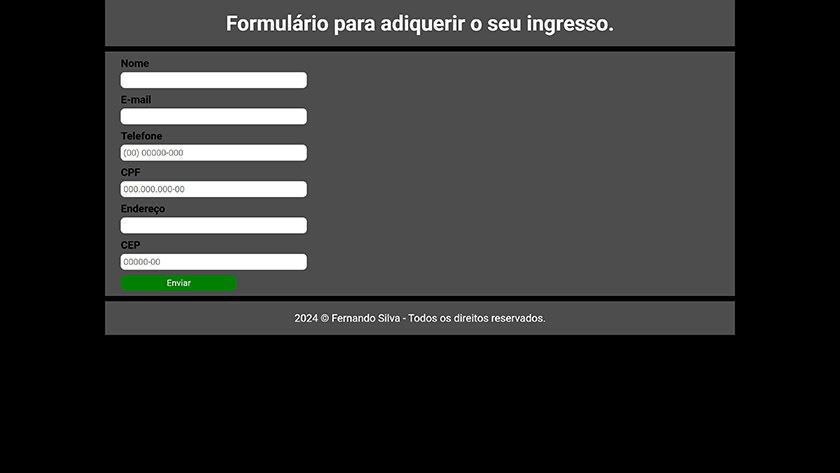 Formulário para adiquerir o seu ingresso.
Nome
E-mail
Telefone
(00) 00000-000
CPF
000.000.000-00
Endereço
CEP
00000-00
Enviar
2024 © Fernando Silva - Todos os direitos reservados.